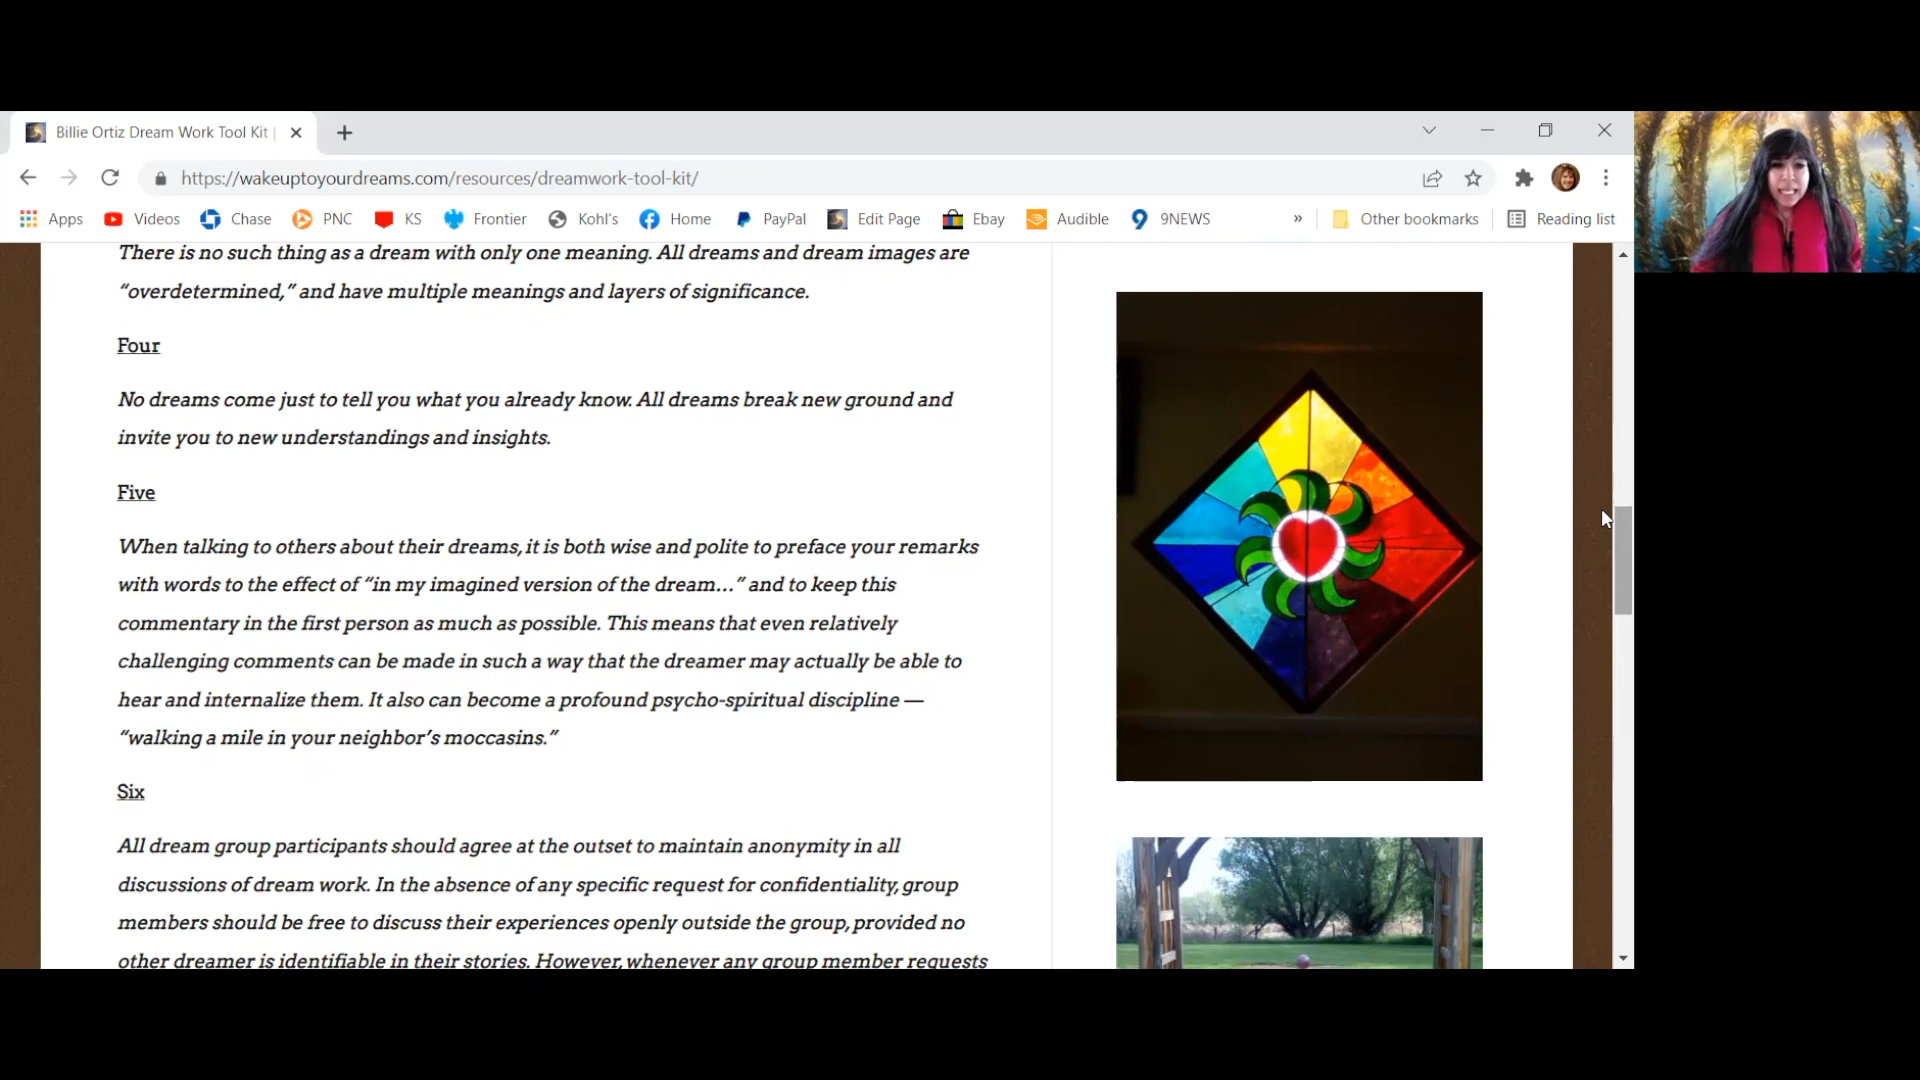 Billie Ortiz Dream Work Tool Kit |
https://wakeuptoyourdreams.com/resources/dreamwork-tool-kit/
Apps Videos Chase PNC KS Frontier Kohl's Home PayPal Edit Page Ebay Audible 9NEWS » Other bookmarks Reading list
There is no such thing as a dream with only one meaning. All dreams and dream images are
“overdetermined,” and have multiple meanings and layers of significance.
Four
No dreams come just to tell you what you already know. All dreams break new ground and
invite you to new understandings and insights.
Five
When talking to others about their dreams, it is both wise and polite to preface your remarks
with words to the effect of “in my imagined version of the dream…” and to keep this
commentary in the first person as much as possible. This means that even relatively
challenging comments can be made in such a way that the dreamer may actually be able to
hear and internalize them. It also can become a profound psycho-spiritual discipline —
“walking a mile in your neighbor’s moccasins.”
Six
All dream group participants should agree at the outset to maintain anonymity in all
discussions of dream work. In the absence of any specific request for confidentiality, group
members should be free to discuss their experiences openly outside the group, provided no
other dreamer is identifiable in their stories. However, whenever any group member requests